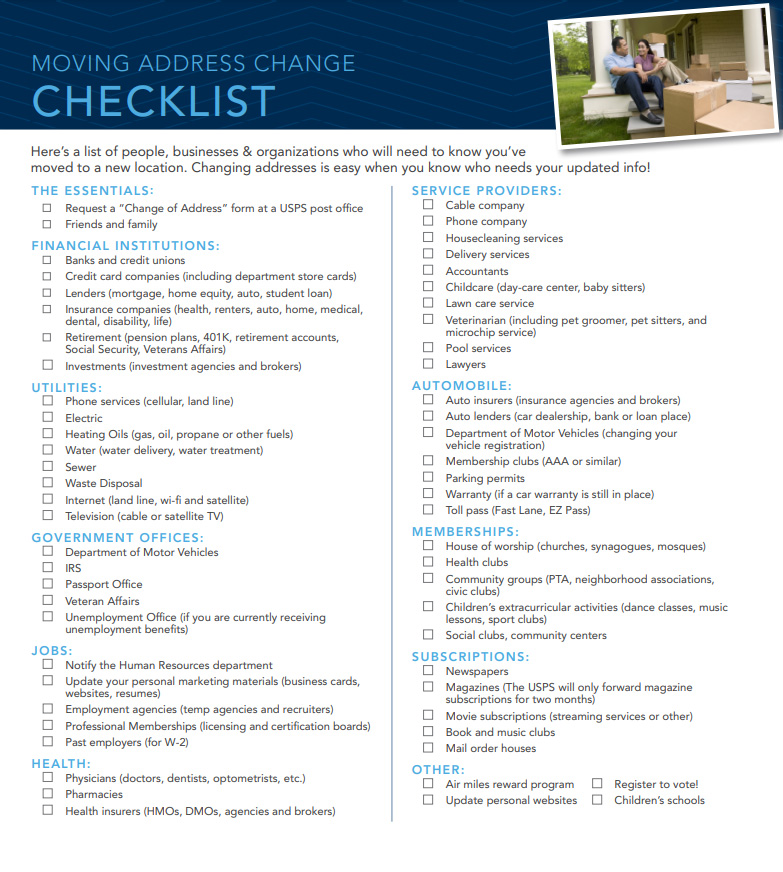 MOVING ADDRESS CHANGE
CHECKLIST
Here's a list of people, businesses & organizations who will need to know you've
moved to a new location. Changing addresses is easy when you know who needs your updated info!
THE ESSENTIALS:
Request a "Change of Address" form at a USPS post office
Friends and family
FINANCIAL INSTITUTIONS:
Banks and credit unions
Credit card companies (including department store cards)
Lenders (mortgage, home equity, auto, student loan)
Insurance companies (health, renters, auto, home, medical,
dental, disability, life)
Retirement (pension plans, 401K, retirement accounts,
Social Security, Veterans Affairs)
Investments (investment agencies and brokers)
UTILITIES:
Phone services (cellular, land line)
Electric
Heating Oils (gas, oil, propane or other fuels)
Water (water delivery, water treatment)
Sewer
Waste Disposal
Internet (land line, wi-fi and satellite)
Television (cable or satellite TV)
GOVERNMENT OFFICES:
Department of Motor Vehicles
IRS
Passport Office
Veteran Affairs
Unemployment Office (if you are currently receiving
unemployment benefits)
JOBS:
Notify the Human Resources department
Update your personal marketing materials (business cards,
websites, resumes)
Employment agencies (temp agencies and recruiters)
Professional Memberships (licensing and certification boards)
Past employers (for W-2)
HEALTH:
Physicians (doctors, dentists, optometrists, etc.)
Pharmacies
Health insurers (HMOs, DMOs, agencies and brokers)
SERVICE PROVIDERS:
Cable company
Phone company
Housecleaning services
Delivery services
Accountants
Childcare (day-care center, baby sitters)
Lawn care service
Veterinarian (including pet groomer, pet sitters, and
microchip service)
Pool services
Lawyers
AUTOMOBILE:
Auto insurers (insurance agencies and brokers)
Auto lenders (car dealership, bank or loan place)
Department of Motor Vehicles (changing your
vehicle registration)
Membership clubs (AAA or similar)
Parking permits
Warranty (if a car warranty is still in place)
Toll pass (Fast Lane, EZ Pass)
MEMBERSHIPS:
House of worship (churches, synagogues, mosques)
Health clubs
Community groups (PTA, neighborhood associations,
civic clubs)
Children's extracurricular activities (dance classes, music
lessons, sport clubs)
Social clubs, community centers
SUBSCRIPTIONS:
Newspapers
Magazines (The USPS will only forward magazine
subscriptions for two months)
Movie subscriptions (streaming services or other)
Book and music clubs
Mail order houses
OTHER:
Air miles reward program
Register to vote!
Update personal websites
Children's schools